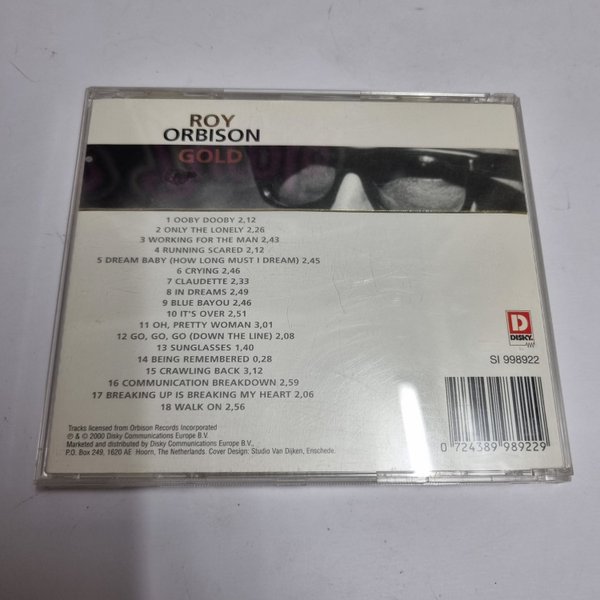 ROY
ORBISON
GOLD
1 OOBY DOOBY 2,12
2 ONLY THE LONELY 2,26
3 WORKING FOR THE MAN 2,43
4 RUNNING SCARED 2,12
5 DREAM BABY (HOW LONG MUST I DREAM) 2,45
6 CRYING 2,46
7 CLAUDETTE 2,33
8 IN DREAMS 2,49
9 BLUE BAYOU 2,46
10 IT'S OVER 2,51
11 OH, PRETTY WOMAN 3,01
12 GO, GO, GO (DOWN THE LINE) 2,08
13 SUNGLASSES 1,40
14 BEING REMEMBERED 0,28
15 CRAWLING BACK 3,12
16 COMMUNICATION BREAKDOWN 2,59
17 BREAKING UP IS BREAKING MY HEART 2,06
18 WALK ON 2,56
D
DISKY
SI 998922
0 724389 989229
Tracks licensed from Orbison Records Incorporated
℗ & © 2000 Disky Communications Europe B.V.
Marketed and distributed by Disky Communications Europe B.V.,
P.O. Box 249, 1620 AE Hoorn, The Netherlands. Cover Design: Studio Van Dijken, Enschede.